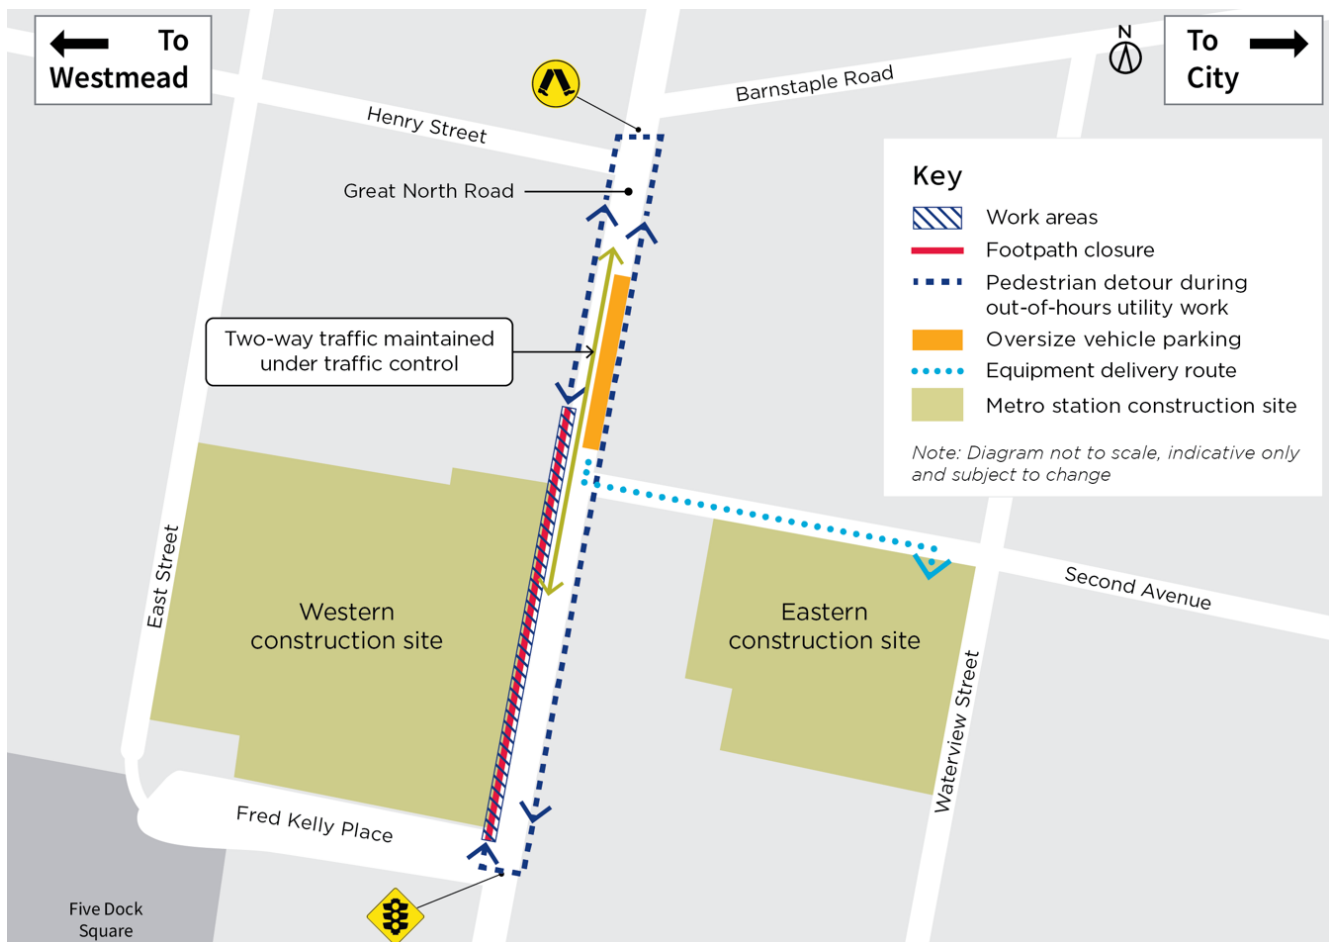 To
Westmead
N
To
City
Barnstaple Road
Henry Street
Great North Road
Key
Work areas
Footpath closure
Pedestrian detour during
out-of-hours utility work
Oversize vehicle parking
Equipment delivery route
Metro station construction site
Note: Diagram not to scale, indicative only
and subject to change
Two-way traffic maintained
under traffic control
East Street
Western
construction site
Eastern
construction site
Second Avenue
Waterview Street
Fred Kelly Place
Five Dock
Square